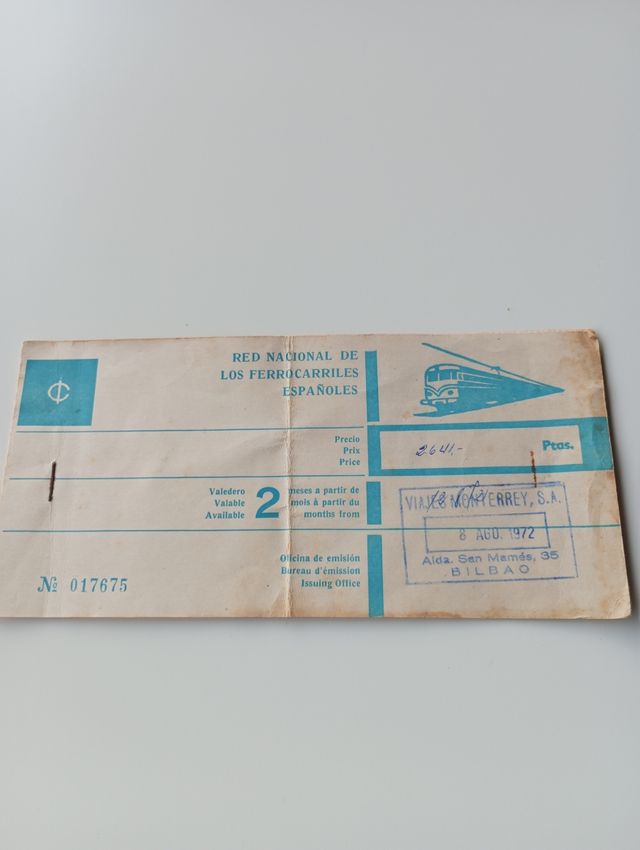 RED NACIONAL DE
LOS FERROCARRILES
ESPAÑOLES
Precio
Prix
Price
2641,-
Ptas.
Valedero
Valable
Available
2
meses a partir de
mois à partir du
months from
VIAJES MONTERREY, S.A.
8 AGO. 1972
Alda. San Mamés, 35
BILBAO
Oficina de emisión
Bureau d'émission
Issuing Office
Nº 017675